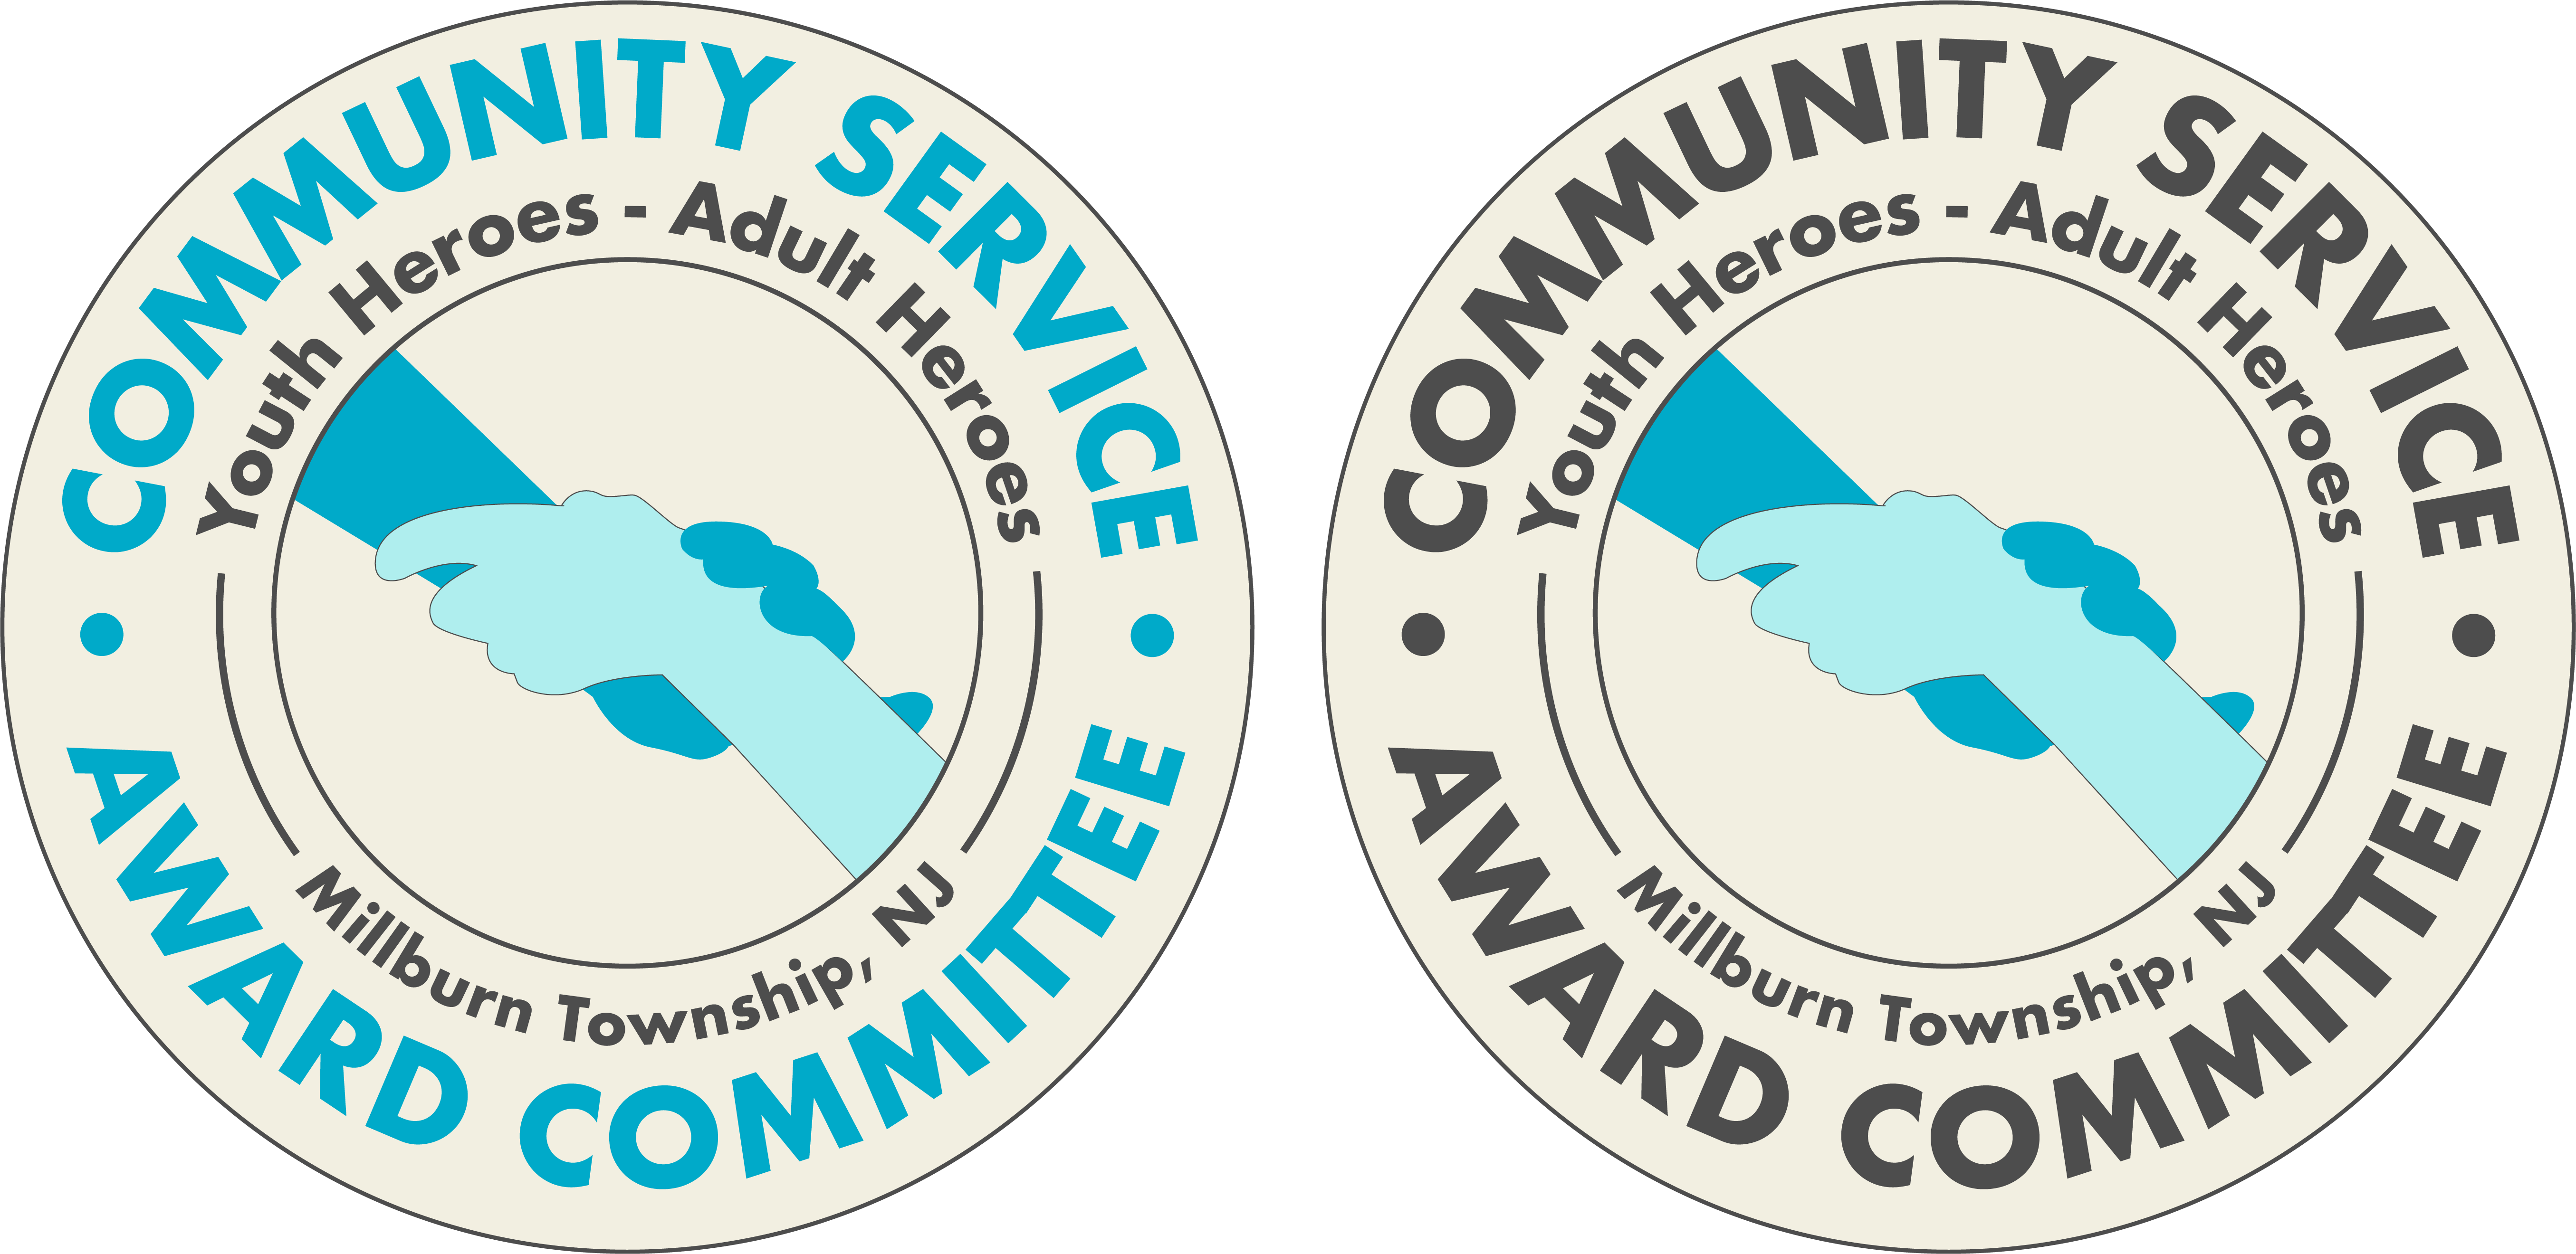 COMMUNITY SERVICE
Youth Heroes - Adult Heroes
Millburn Township, NJ
AWARD COMMITTEE
COMMUNITY SERVICE
Youth Heroes - Adult Heroes
Millburn Township, NJ
AWARD COMMITTEE